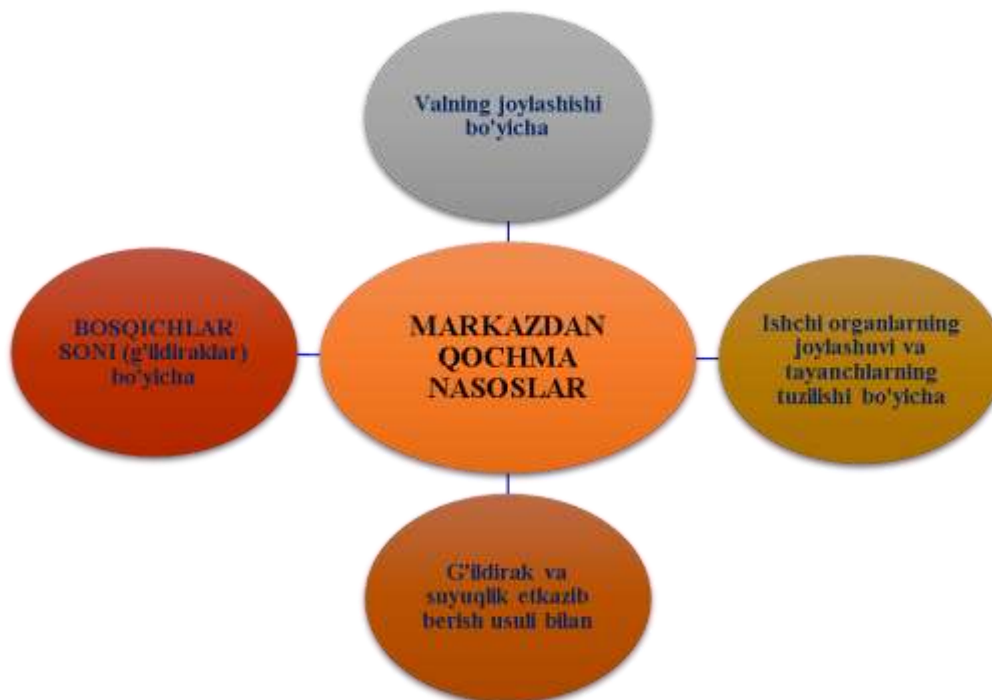 Valning joylashishi
bo'yicha
BOSQICHLAR
SONI (g'ildiraklar)
bo'yicha
MARKAZDAN
QOCHMA
NASOSLAR
Ishchi organlarning
joylashuvi va
tayanchlarning
tuzilishi bo'yicha
G'ildirak va
suyuqlik etkazib
berish usuli bilan